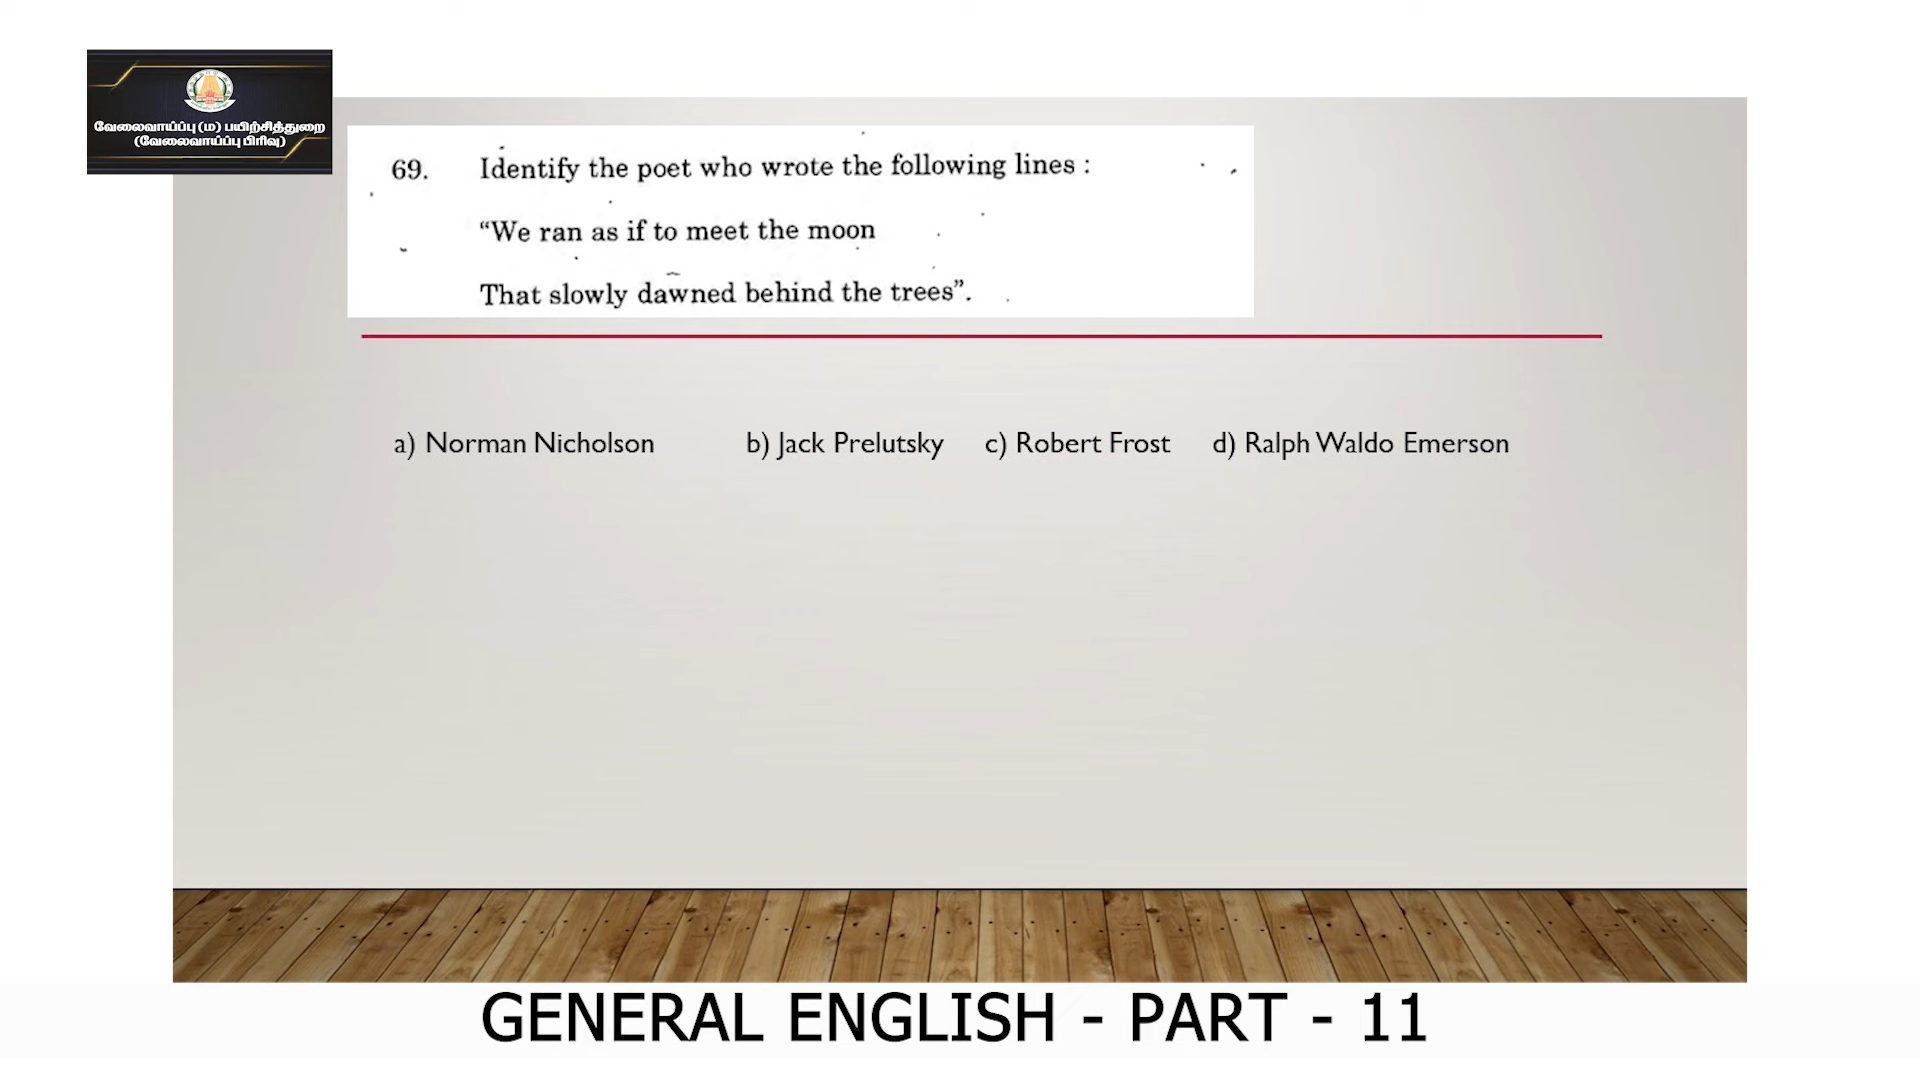 வேலைவாய்ப்பு (ம) பயிற்சித்துறை
(வேலைவாய்ப்பு பிரிவு)
69. Identify the poet who wrote the following lines :
“We ran as if to meet the moon
That slowly dawned behind the trees”.
a) Norman Nicholson b) Jack Prelutsky c) Robert Frost d) Ralph Waldo Emerson
GENERAL ENGLISH - PART - 11